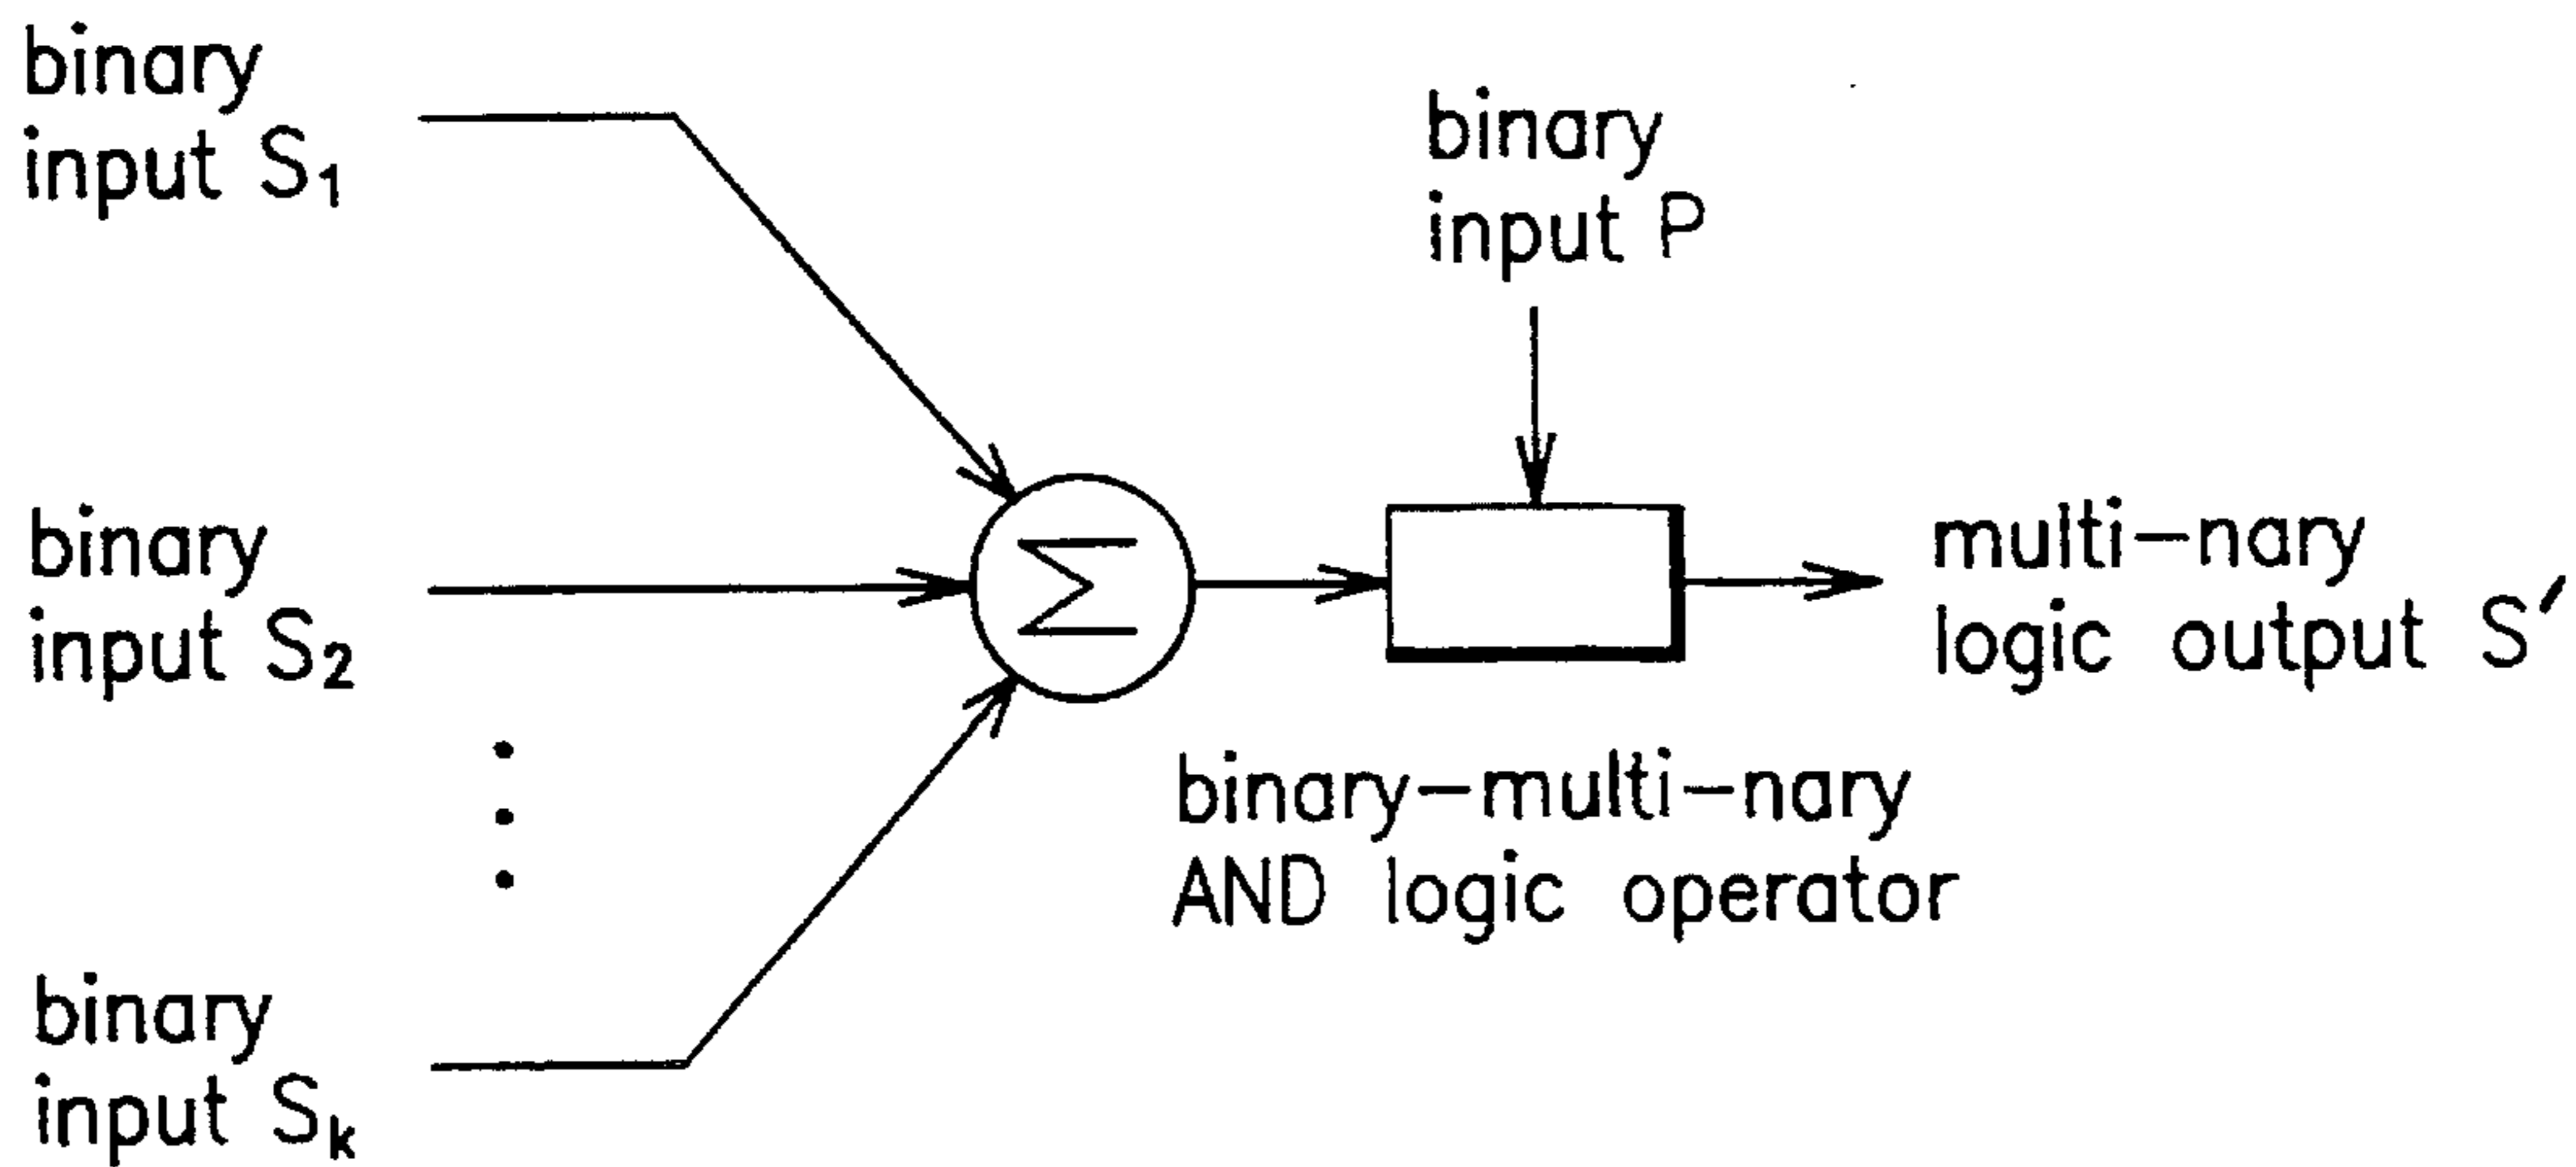 binary
input S₁
binary
input P
binary
input S₂
Σ
multi-nary
logic output S′
binary-multi-nary
AND logic operator
binary
input Sₖ